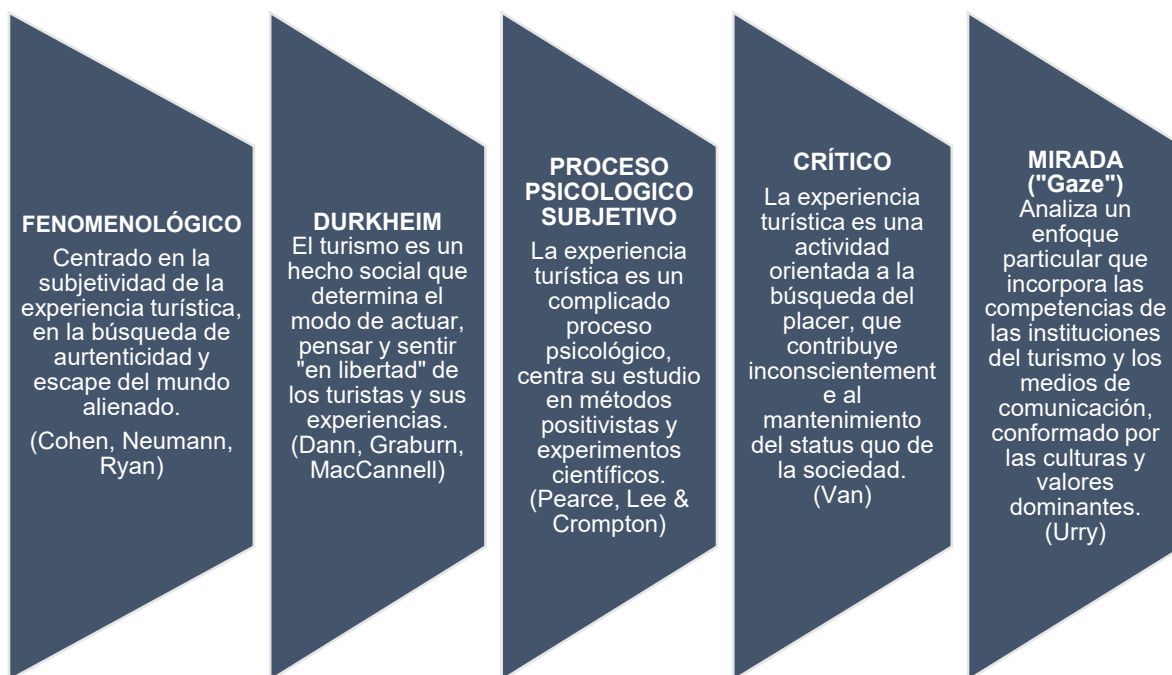 FENOMENOLÓGICO
Centrado en la
subjetividad de la
experiencia turística,
en la búsqueda de
aurtenticidad y
escape del mundo
alienado.
(Cohen, Neumann,
Ryan)
DURKHEIM
El turismo es un
hecho social que
determina el
modo de actuar,
pensar y sentir
"en libertad" de
los turistas y sus
experiencias.
(Dann, Graburn,
MacCannell)
PROCESO
PSICOLOGICO
SUBJETIVO
La experiencia
turística es un
complicado
proceso
psicológico,
centra su estudio
en métodos
positivistas y
experimentos
científicos.
(Pearce, Lee &
Crompton)
CRÍTICO
La experiencia
turística es una
actividad
orientada a la
búsqueda del
placer, que
contribuye
inconscientement
e al
mantenimiento
del status quo de
la sociedad.
(Van)
MIRADA
("Gaze")
Analiza un
enfoque
particular que
incorpora las
competencias de
las instituciones
del turismo y los
medios de
comunicación,
conformado por
las culturas y
valores
dominantes.
(Urry)